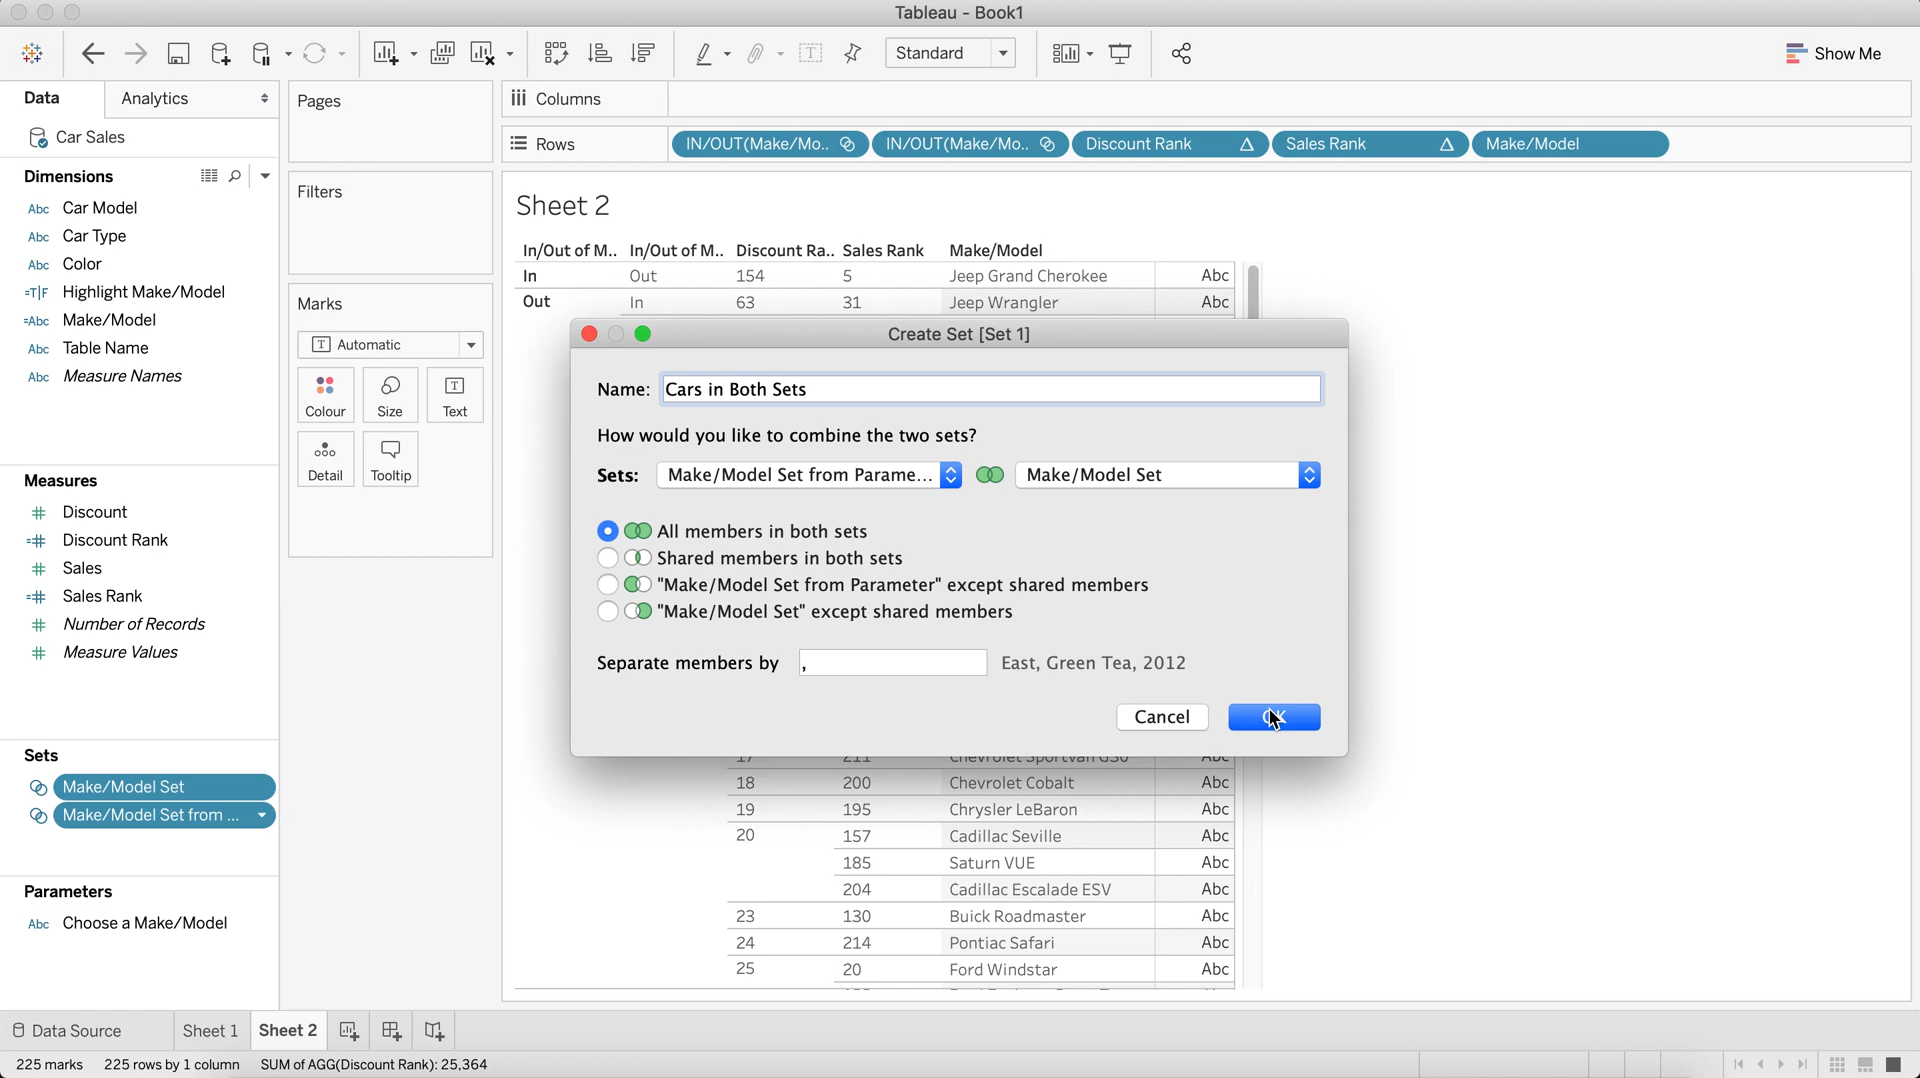 Tableau - Book1
Standard
Show Me
Data
Analytics
Pages
Columns
Car Sales
Rows
IN/OUT(Make/Mo..
IN/OUT(Make/Mo..
Discount Rank
Sales Rank
Make/Model
Dimensions
Abc Car Model
Abc Car Type
Abc Color
=T|F Highlight Make/Model
=Abc Make/Model
Abc Table Name
Abc Measure Names
Filters
Marks
T Automatic
Colour
Size
T Text
Detail
Tooltip
Measures
# Discount
=# Discount Rank
# Sales
=# Sales Rank
# Number of Records
# Measure Values
Sets
Make/Model Set
Make/Model Set from ...
Parameters
Abc Choose a Make/Model
Sheet 2
In/Out of M.. In/Out of M.. Discount Ra.. Sales Rank Make/Model
In Out 154 5 Jeep Grand Cherokee Abc
Out In 63 31 Jeep Wrangler Abc
Create Set [Set 1]
Name: Cars in Both Sets
How would you like to combine the two sets?
Sets: Make/Model Set from Parame... Make/Model Set
All members in both sets
Shared members in both sets
"Make/Model Set from Parameter" except shared members
"Make/Model Set" except shared members
Separate members by , East, Green Tea, 2012
Cancel
OK
18 200 Chevrolet Cobalt Abc
19 195 Chrysler LeBaron Abc
20 157 Cadillac Seville Abc
185 Saturn VUE Abc
204 Cadillac Escalade ESV Abc
23 130 Buick Roadmaster Abc
24 214 Pontiac Safari Abc
25 20 Ford Windstar Abc
Data Source
Sheet 1
Sheet 2
225 marks 225 rows by 1 column SUM of AGG(Discount Rank): 25,364